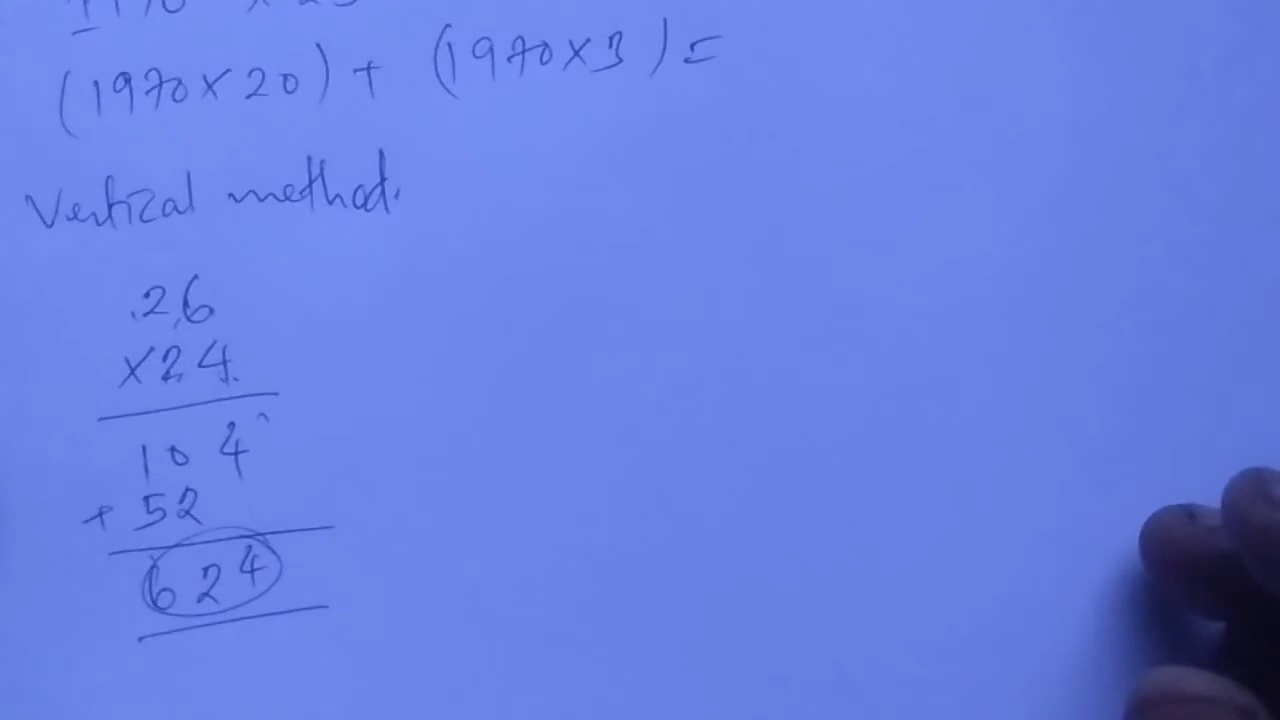 (1970×20) + (1970×3) =
Vertical method.
26
×24
104
+ 52
624